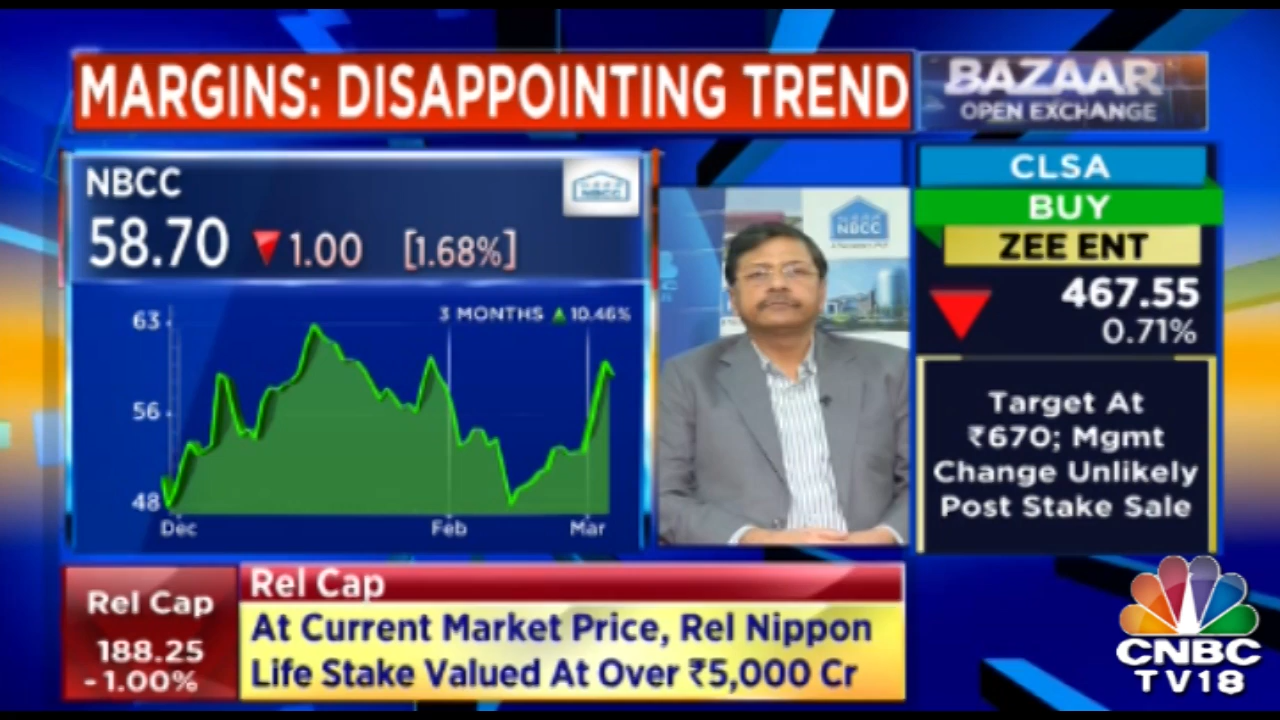 MARGINS: DISAPPOINTING TREND
BAZAAR
OPEN EXCHANGE
NBCC
NBCC
58.70 ▼ 1.00 [1.68%]
3 MONTHS ▲ 10.46%
63
56
48
Dec Feb Mar
NBCC
CLSA
BUY
ZEE ENT
467.55
0.71%
Target At
₹670; Mgmt
Change Unlikely
Post Stake Sale
Rel Cap
188.25
-1.00%
Rel Cap
At Current Market Price, Rel Nippon
Life Stake Valued At Over ₹5,000 Cr
CNBC
TV18